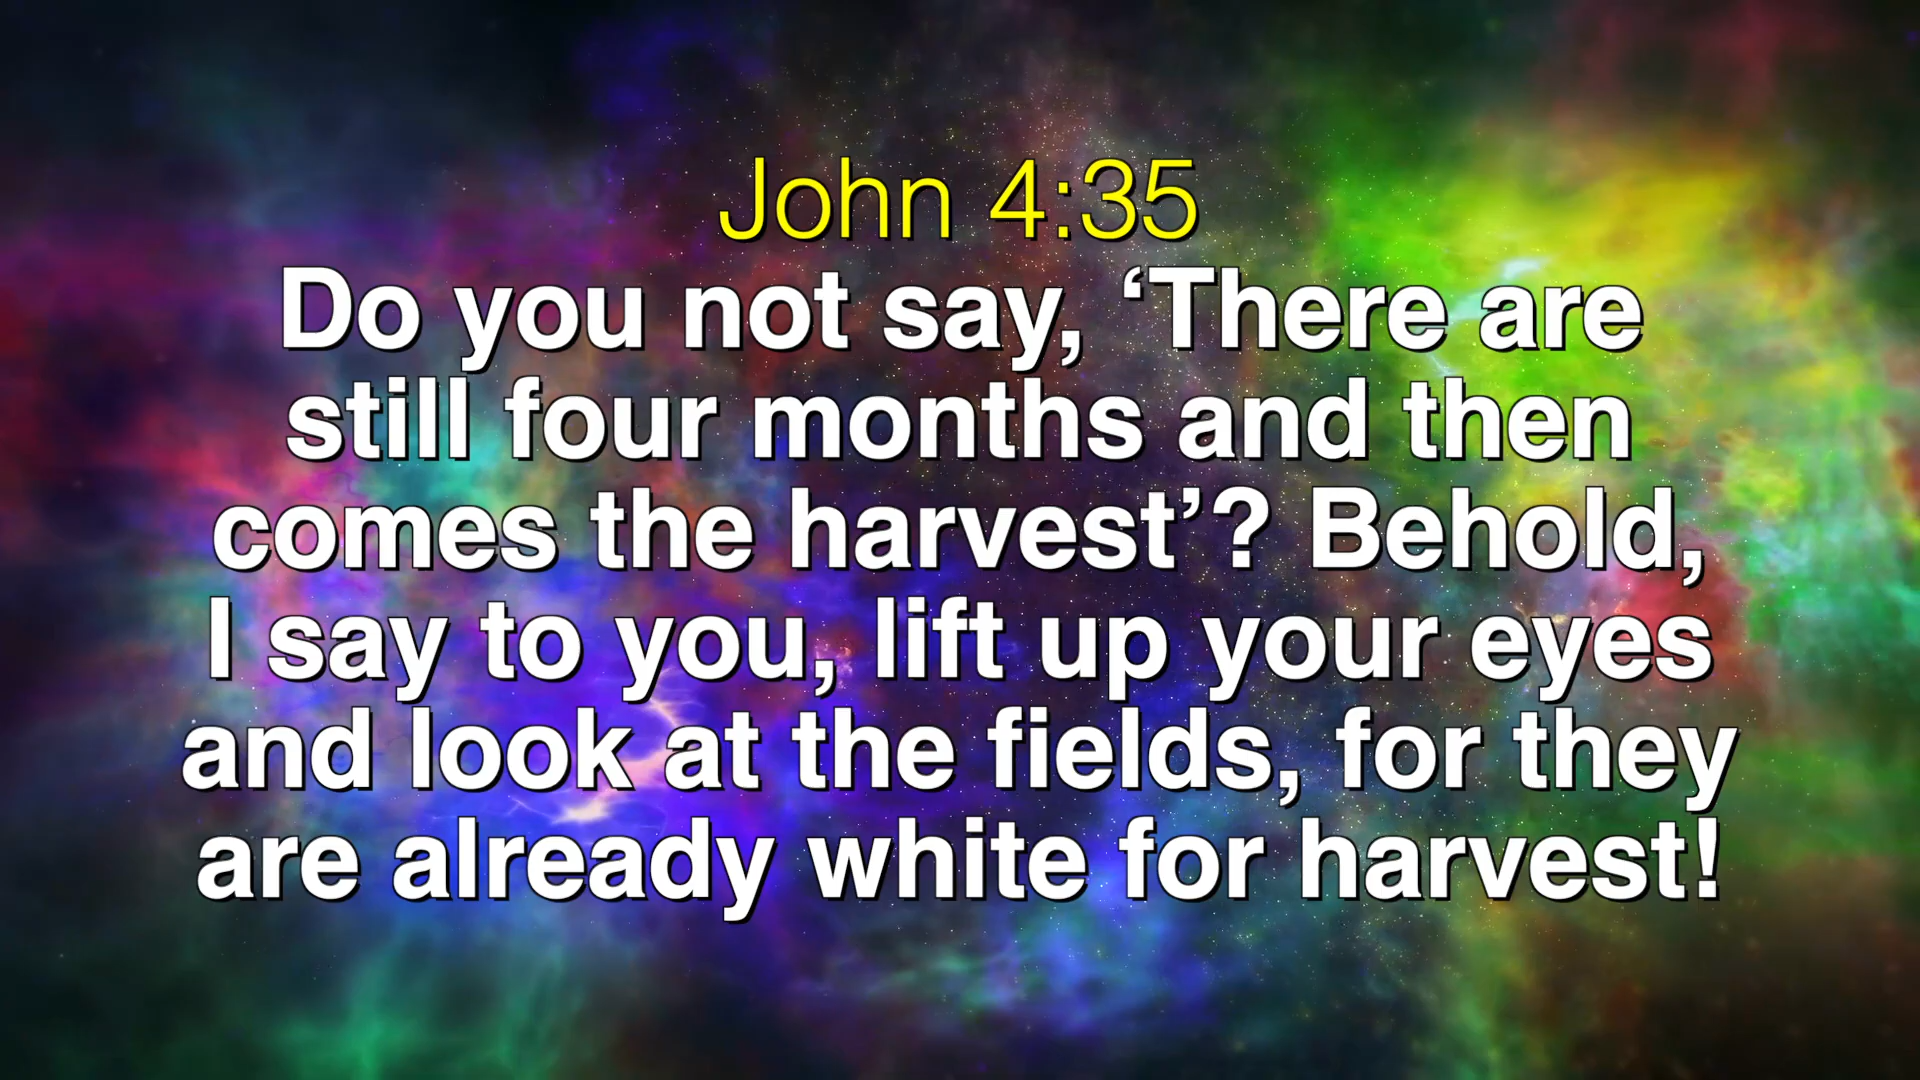 John 4:35
Do you not say, ‘There are
still four months and then
comes the harvest’? Behold,
I say to you, lift up your eyes
and look at the fields, for they
are already white for harvest!